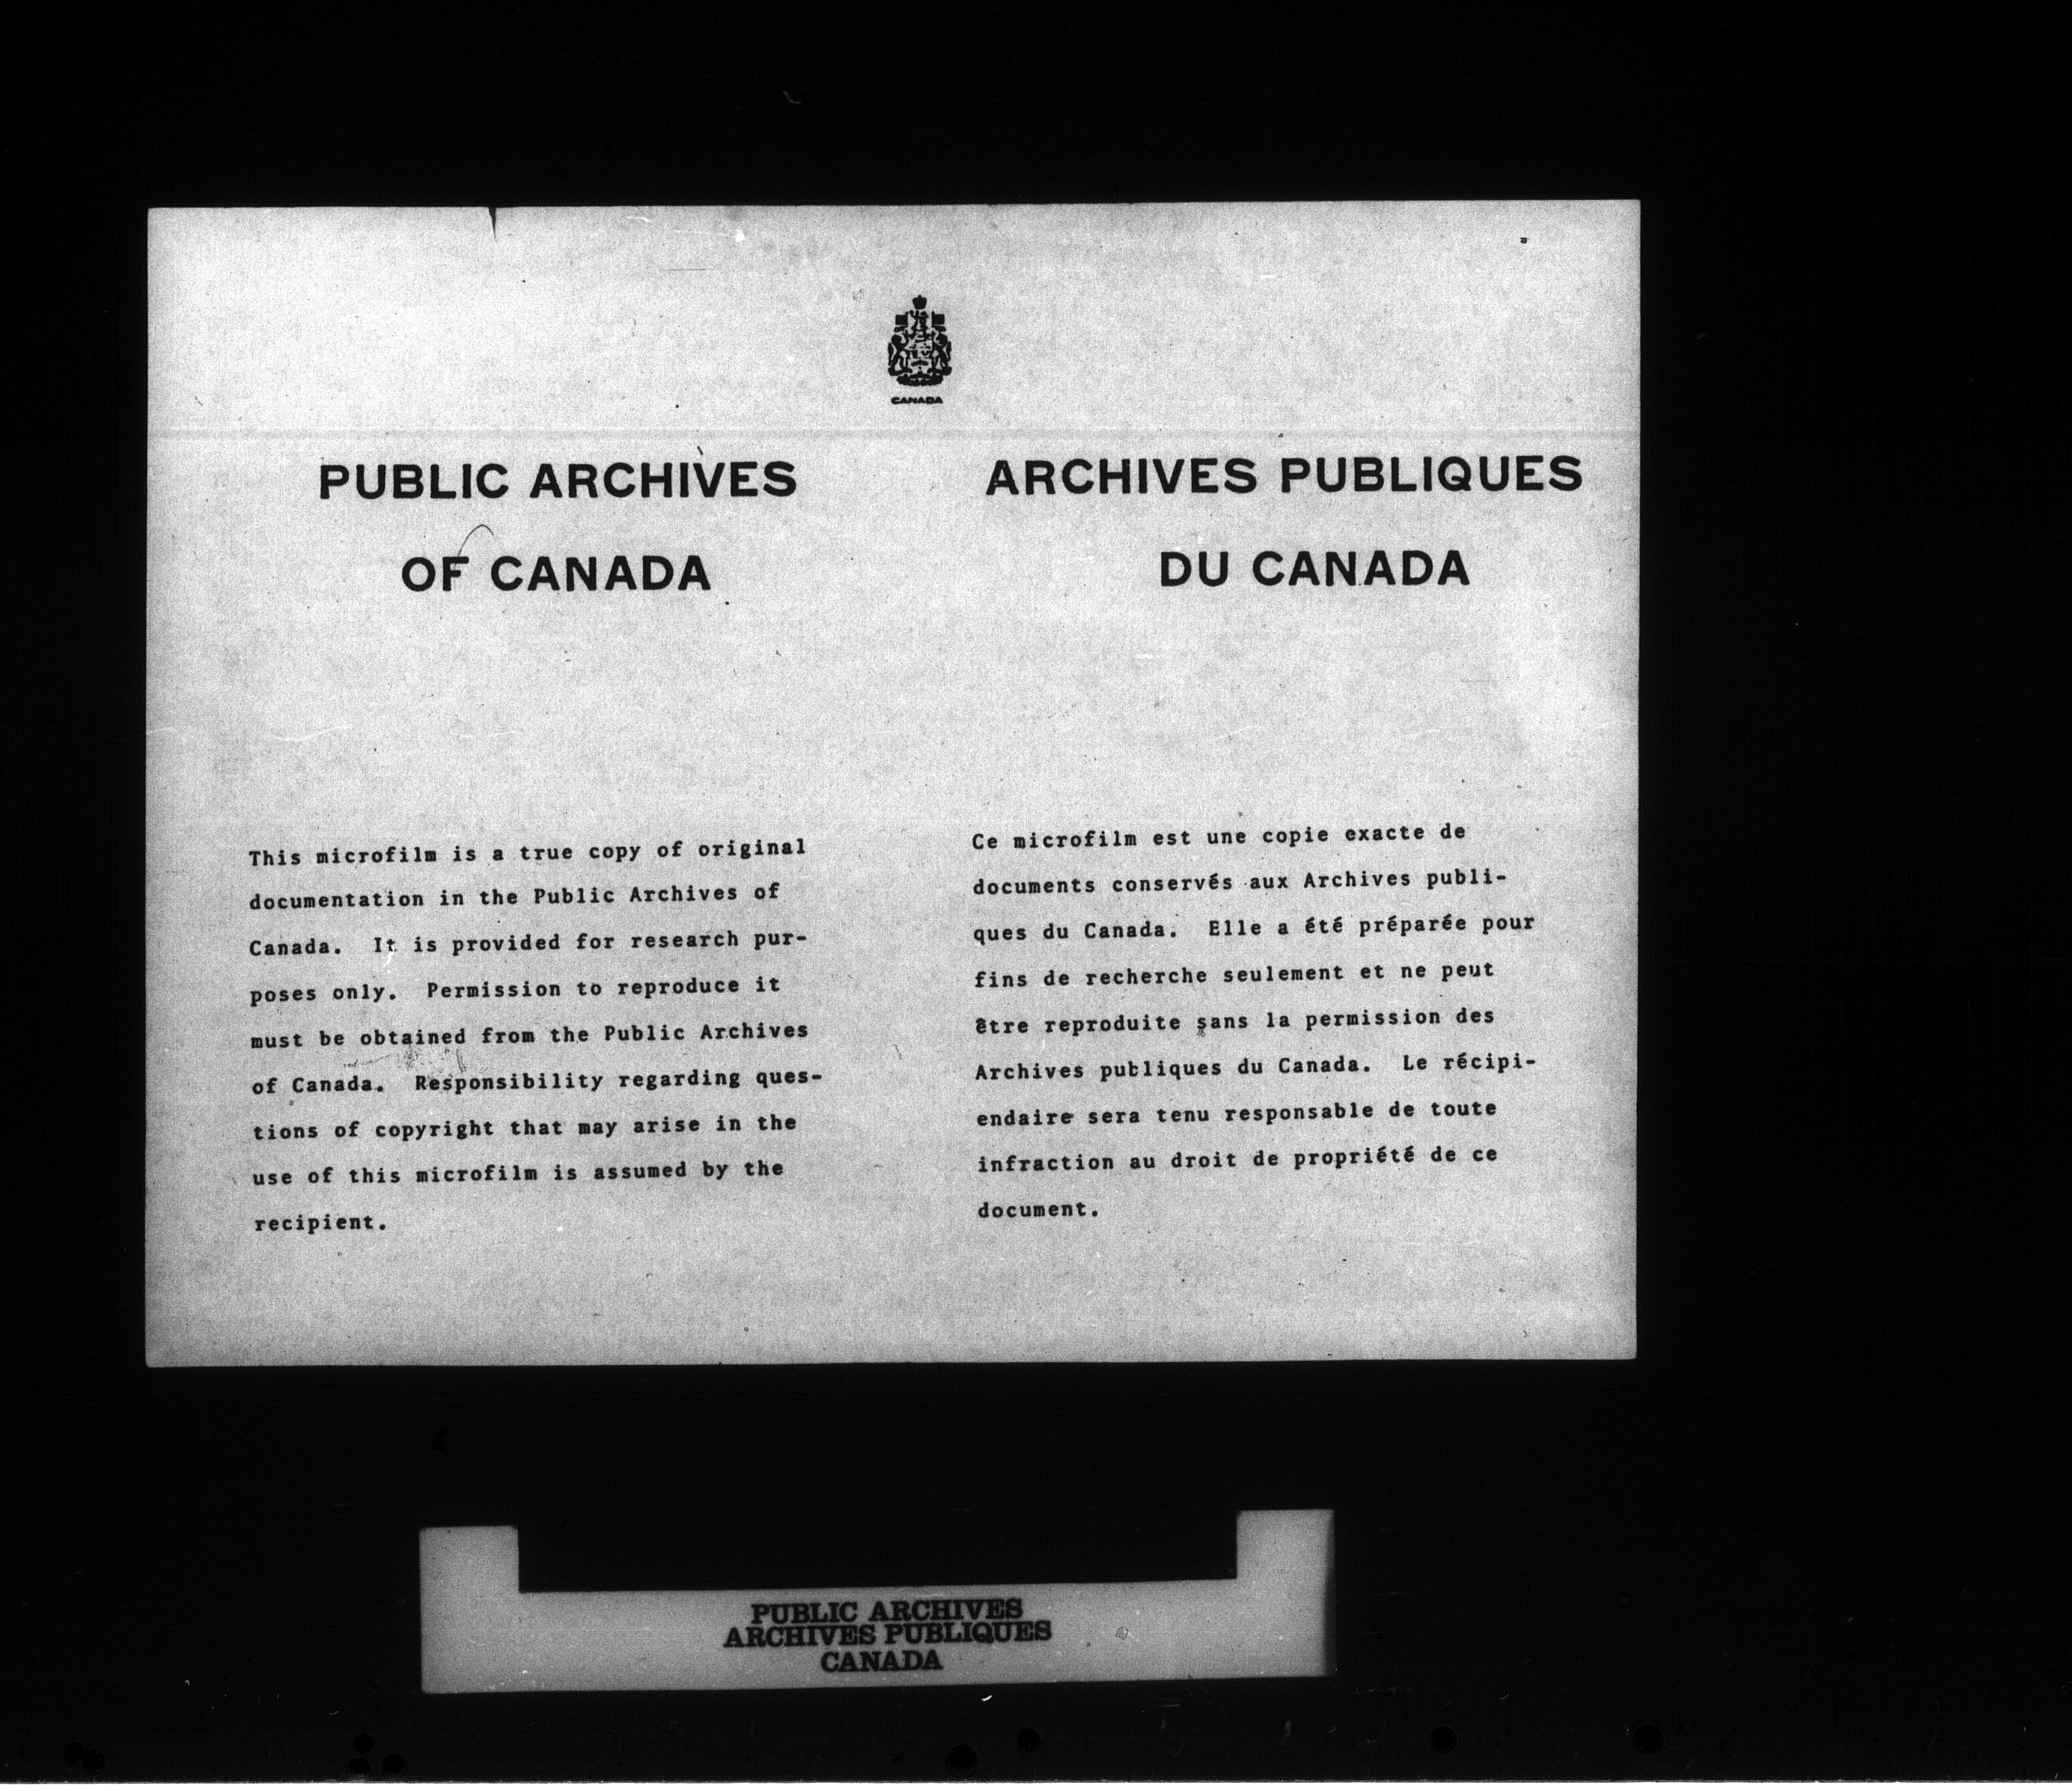 CANADA
PUBLIC ARCHIVES
OF CANADA
This microfilm is a true copy of original
documentation in the Public Archives of
Canada.  It is provided for research pur-
poses only.  Permission to reproduce it
must be obtained from the Public Archives
of Canada.  Responsibility regarding ques-
tions of copyright that may arise in the
use of this microfilm is assumed by the
recipient.
ARCHIVES PUBLIQUES
DU CANADA
Ce microfilm est une copie exacte de
documents conservés aux Archives publi-
ques du Canada.  Elle a été préparée pour
fins de recherche seulement et ne peut
être reproduite sans la permission des
Archives publiques du Canada.  Le récipi-
endaire sera tenu responsable de toute
infraction au droit de propriété de ce
document.
PUBLIC ARCHIVES
ARCHIVES PUBLIQUES
CANADA